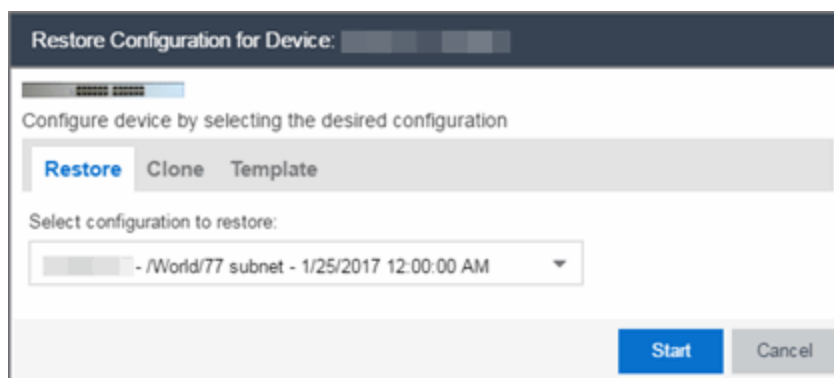 Restore Configuration for Device:
Configure device by selecting the desired configuration
Restore Clone Template
Select configuration to restore:
- /World/77 subnet - 1/25/2017 12:00:00 AM
Start Cancel